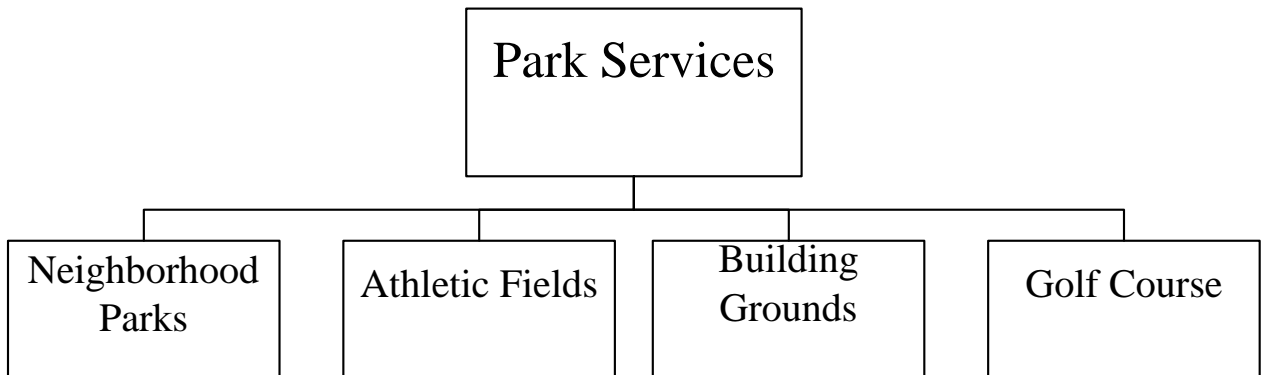 Park Services
Neighborhood
Parks
Athletic Fields
Building
Grounds
Golf Course